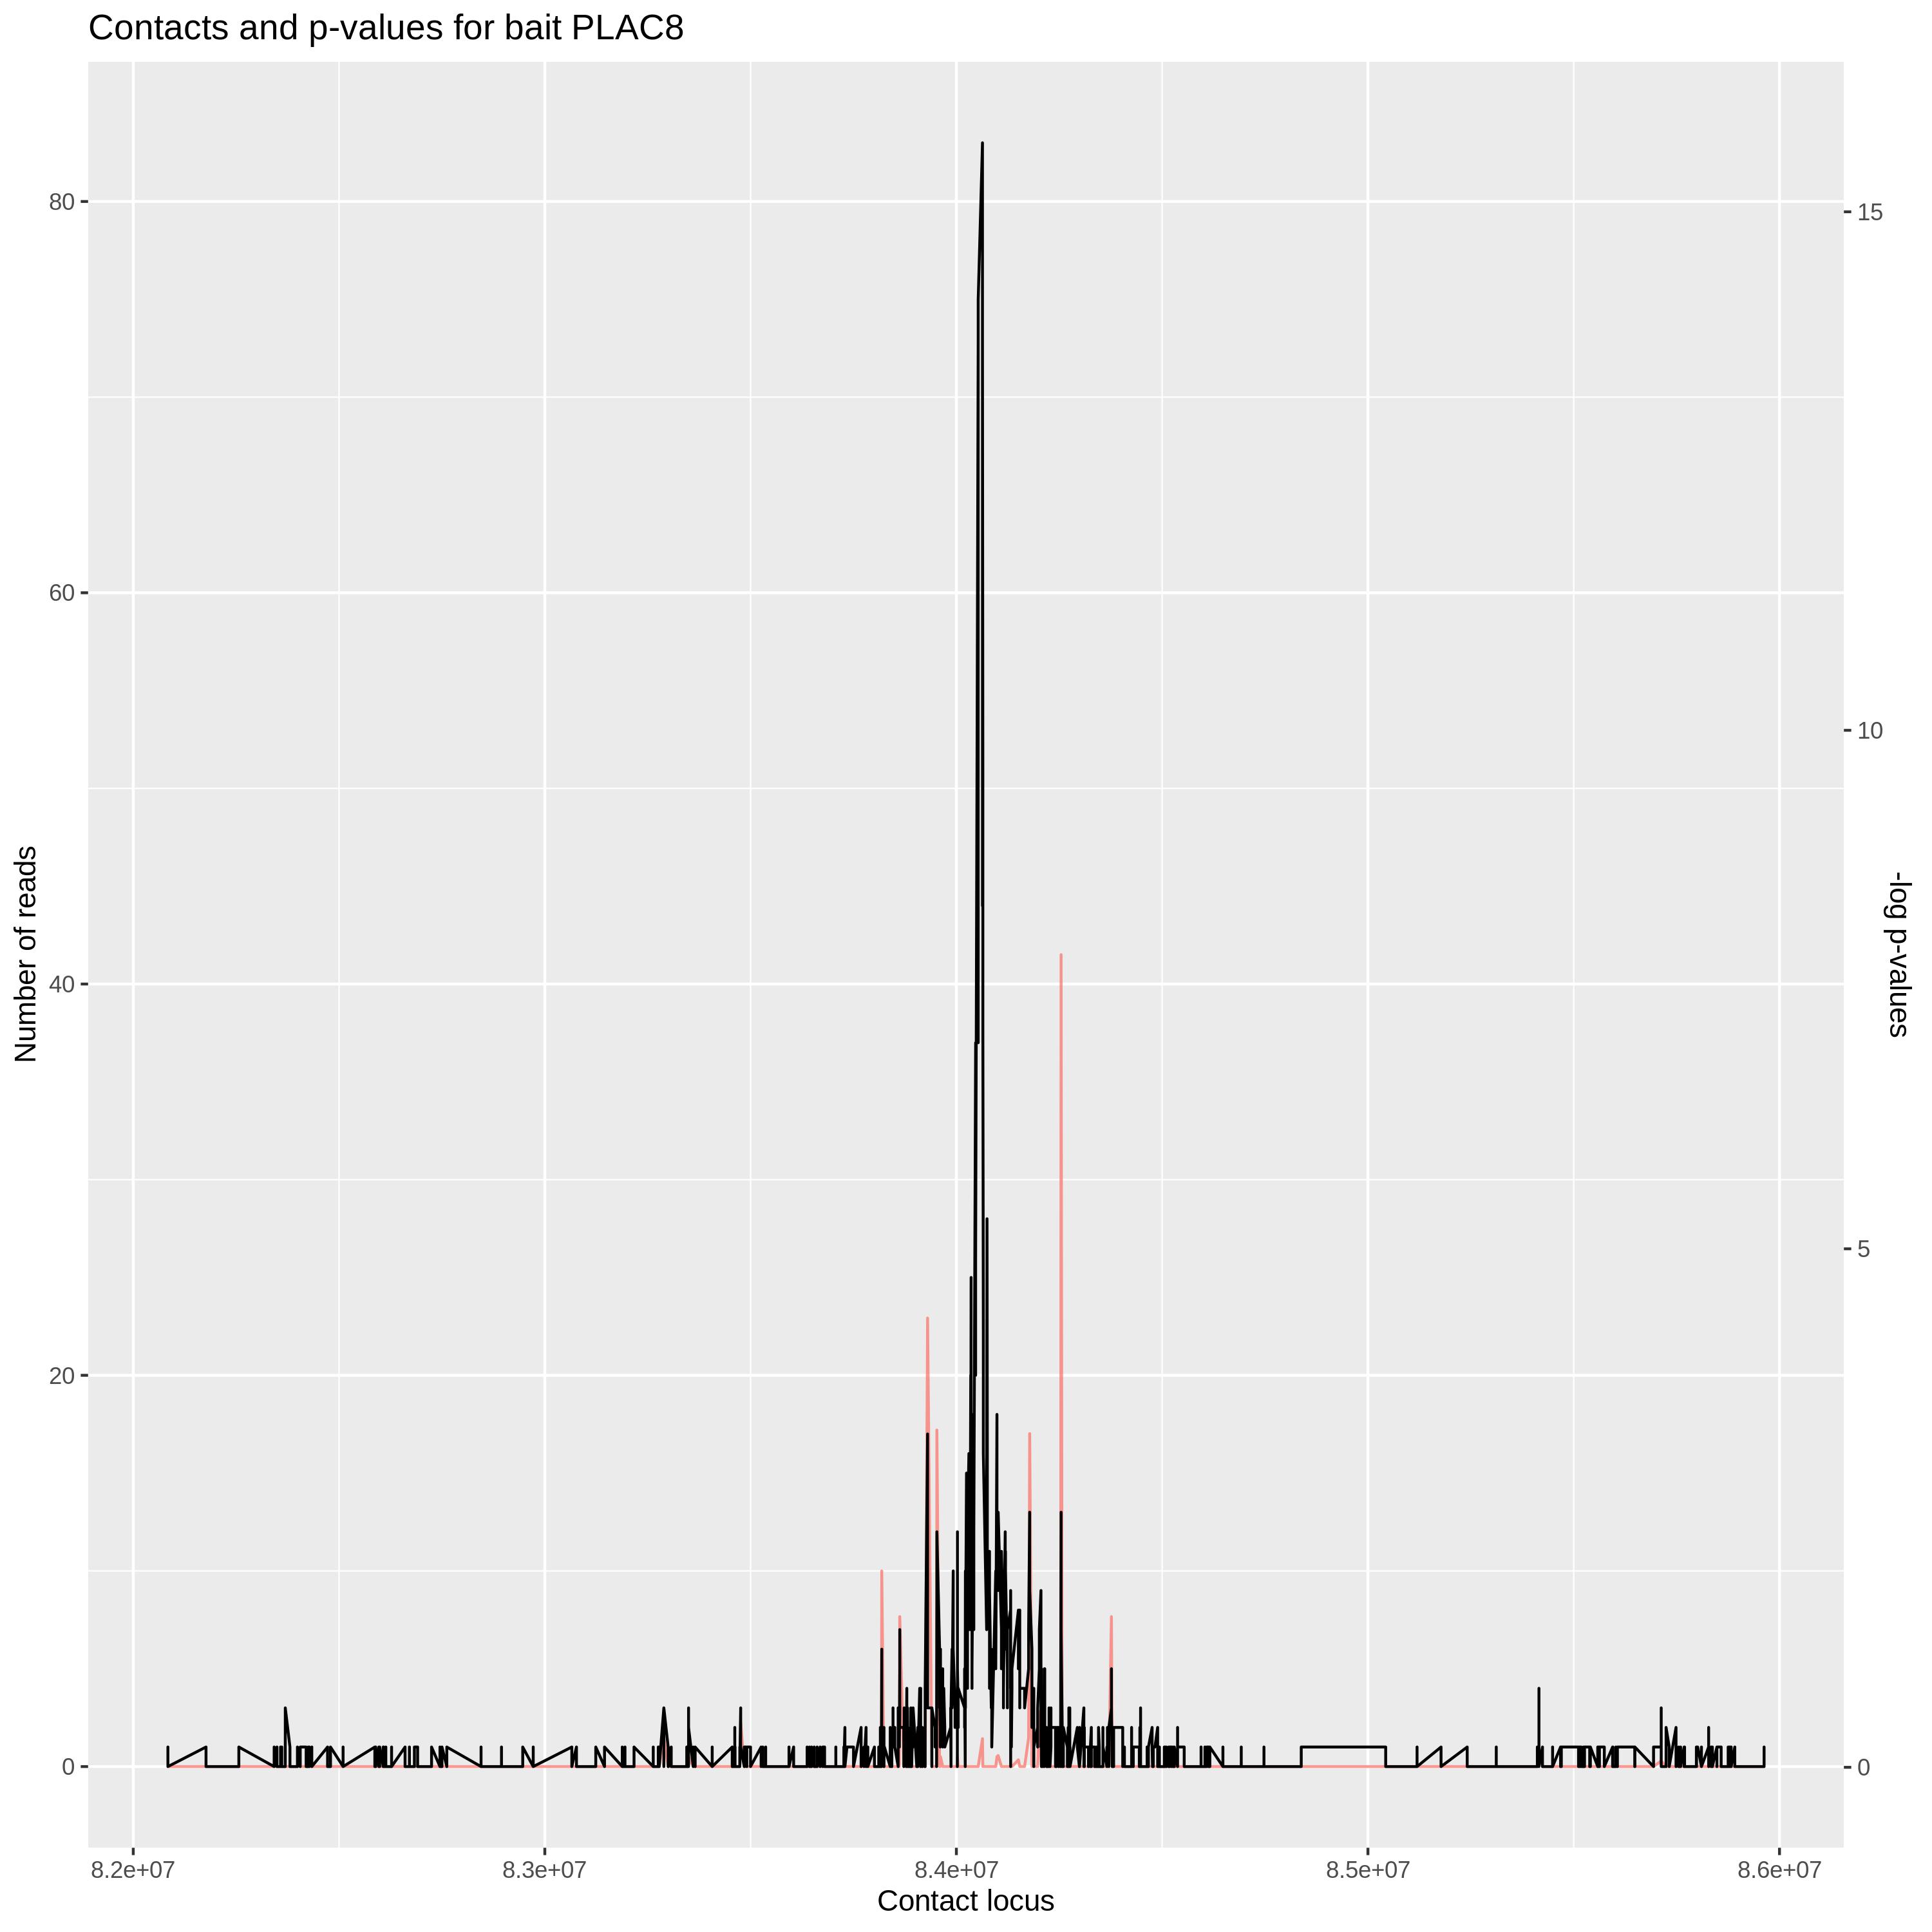 Contacts and p-values for bait PLAC8
Number of reads
80
60
40
20
0
15
10
5
0
-log p-values
8.2e+07 8.3e+07 8.4e+07 8.5e+07 8.6e+07
Contact locus